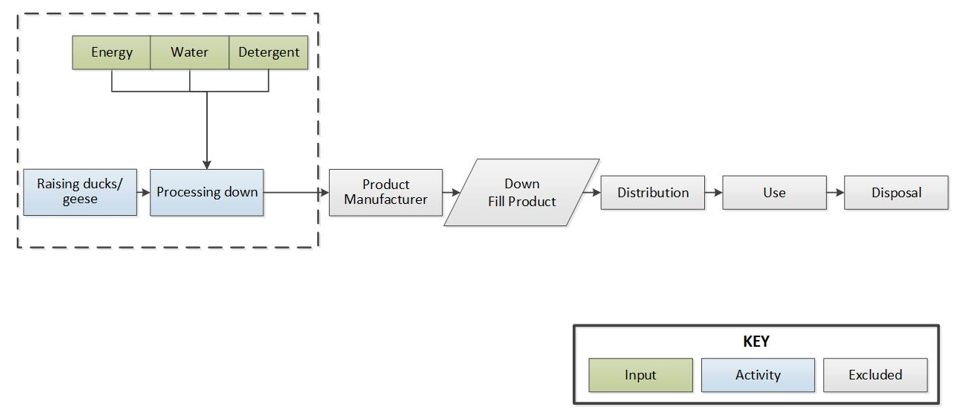 Energy
Water
Detergent
Raising ducks/
geese
Processing down
Product
Manufacturer
Down
Fill Product
Distribution
Use
Disposal
KEY
Input
Activity
Excluded